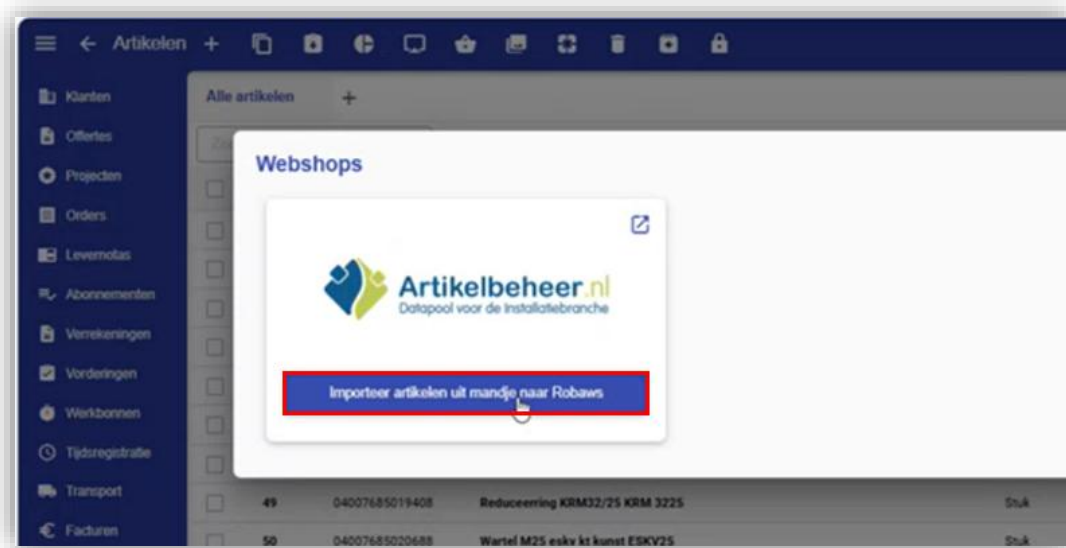 Artikelen
Klanten
Alle artikelen
Offertes
Webshops
Projecten
Orders
Levernotas
Artikelbeheer.nl
Abonnementen
Datapool voor de Installatiebranche
Verrekeningen
Vorderingen
Importeer artikelen uit mandje naar Robaws
Werkbonnen
Tijdsregistratie
Transport
49 04007685019408 Reduceerring KRM32/25 KRM 3225 Stuk
Facturen
50 04007685020688 Wartel M25 eskv kt kunst ESKV25 Stuk